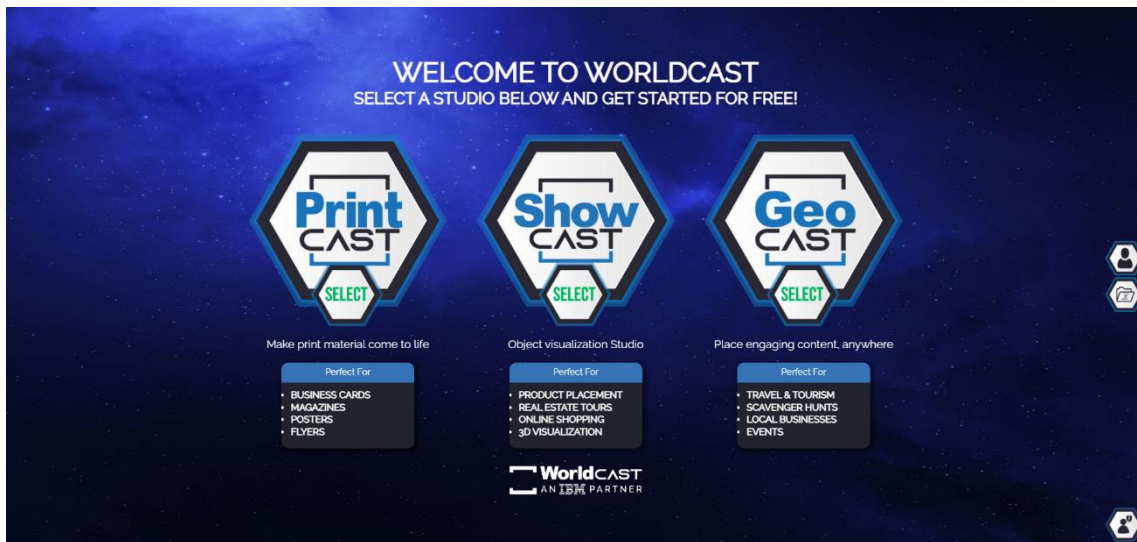 WELCOME TO WORLDCAST
SELECT A STUDIO BELOW AND GET STARTED FOR FREE!
Print
CAST
SELECT
Make print material come to life
Perfect For
• BUSINESS CARDS
• MAGAZINES
• POSTERS
• FLYERS
Show
CAST
SELECT
Object visualization Studio
Perfect For
• PRODUCT PLACEMENT
• REAL ESTATE TOURS
• ONLINE SHOPPING
• 3D VISUALIZATION
Geo
CAST
SELECT
Place engaging content, anywhere
Perfect For
• TRAVEL & TOURISM
• SCAVENGER HUNTS
• LOCAL BUSINESSES
• EVENTS
WorldCAST
AN IBM PARTNER